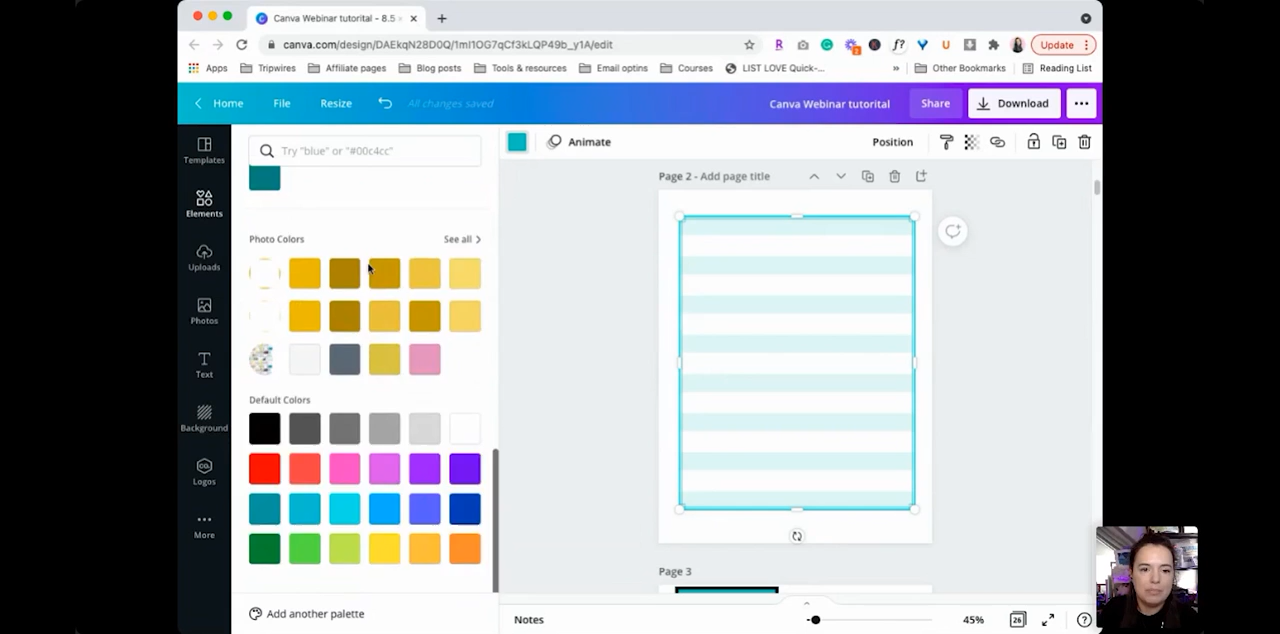 Canva Webinar tutorital - 8.5
canva.com/design/DAEkqN28D0Q/1ml1OG7qCf3kLQP49b_y1A/edit
Update
Apps
Tripwires
Affiliate pages
Blog posts
Tools & resources
Email optins
Courses
LIST LOVE Quick-...
Other Bookmarks
Reading List
Home
File
Resize
All changes saved
Canva Webinar tutorital
Share
Download
Templates
Try "blue" or "#00c4cc"
Animate
Position
Elements
Page 2 - Add page title
Uploads
Photo Colors
See all
Photos
Text
Default Colors
Background
Logos
More
Page 3
Add another palette
Notes
45%
26